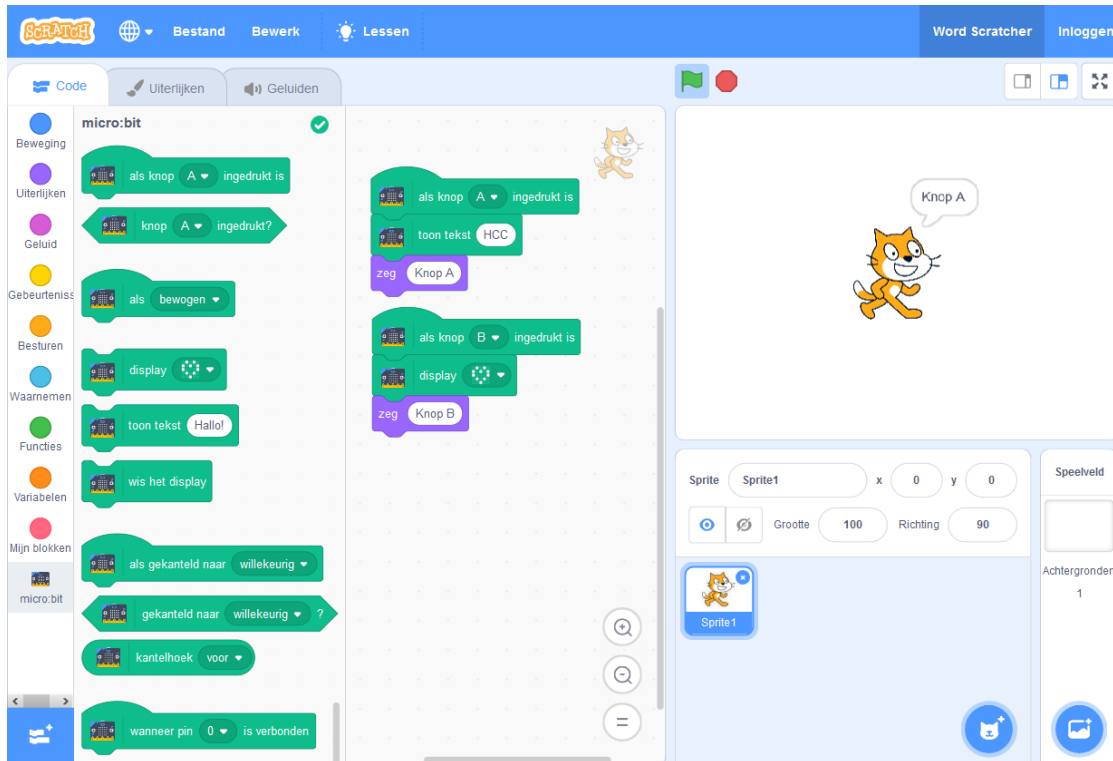 SCRATCH
Bestand
Bewerk
Lessen
Word Scratcher
Inloggen
Code
Uiterlijken
Geluiden
Beweging
Uiterlijken
Geluid
Gebeurteniss
Besturen
Waarnemen
Functies
Variabelen
Mijn blokken
micro:bit
micro:bit
als knop A ingedrukt is
knop A ingedrukt?
als bewogen
display
toon tekst Hallo!
wis het display
als gekanteld naar willekeurig
gekanteld naar willekeurig ?
kantelhoek voor
wanneer pin 0 is verbonden
als knop A ingedrukt is
toon tekst HCC
zeg Knop A
als knop B ingedrukt is
display
zeg Knop B
Knop A
Sprite Sprite1 x 0 y 0
Grootte 100 Richting 90
Sprite1
Speelveld
Achtergronden
1